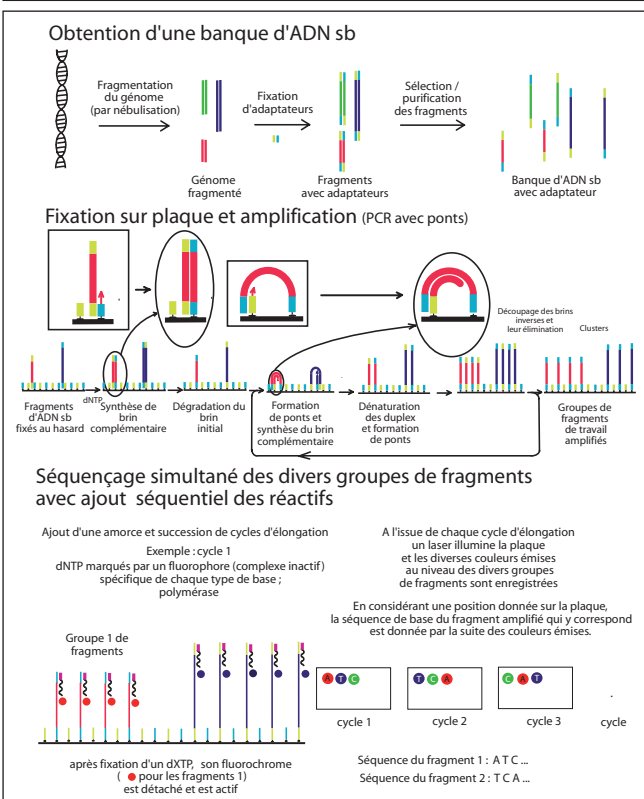 Obtention d'une banque d'ADN sb
Fragmentation
du génome
(par nébulisation)
Fixation
d'adaptateurs
Sélection /
purification
des fragments
Génome
fragmenté
Fragments
avec adaptateurs
Banque d'ADN sb
avec adaptateur
Fixation sur plaque et amplification (PCR avec ponts)
Découpage des brins
inverses et
leur élimination
Clusters
Fragments
d'ADN sb
fixés au hasard
dNTP
Synthèse de
brin
complémentaire
Dégradation du
brin
initial
Formation
de ponts et
synthèse du brin
complémentaire
Dénaturation
des duplex
et formation
de ponts
Groupes de
fragments
de travail
amplifiés
Séquençage simultané des divers groupes de fragments
avec ajout séquentiel des réactifs
Ajout d'une amorce et succession de cycles d'élongation
Exemple : cycle 1
dNTP marqués par un fluorophore (complexe inactif)
spécifique de chaque type de base ;
polymérase
A l'issue de chaque cycle d'élongation
un laser illumine la plaque
et les diverses couleurs émises
au niveau des divers groupes
de fragments sont enregistrées
En considérant une position donnée sur la plaque,
la séquence de base du fragment amplifié qui y correspond
est donnée par la suite des couleurs émises.
Groupe 1 de
fragments
A T C
T C A
C A T
cycle 1
cycle 2
cycle 3
cycle
après fixation d'un dXTP, son fluorochrome
( pour les fragments 1)
est détaché et est actif
Séquence du fragment 1 : A T C ...
Séquence du fragment 2 : T C A ...